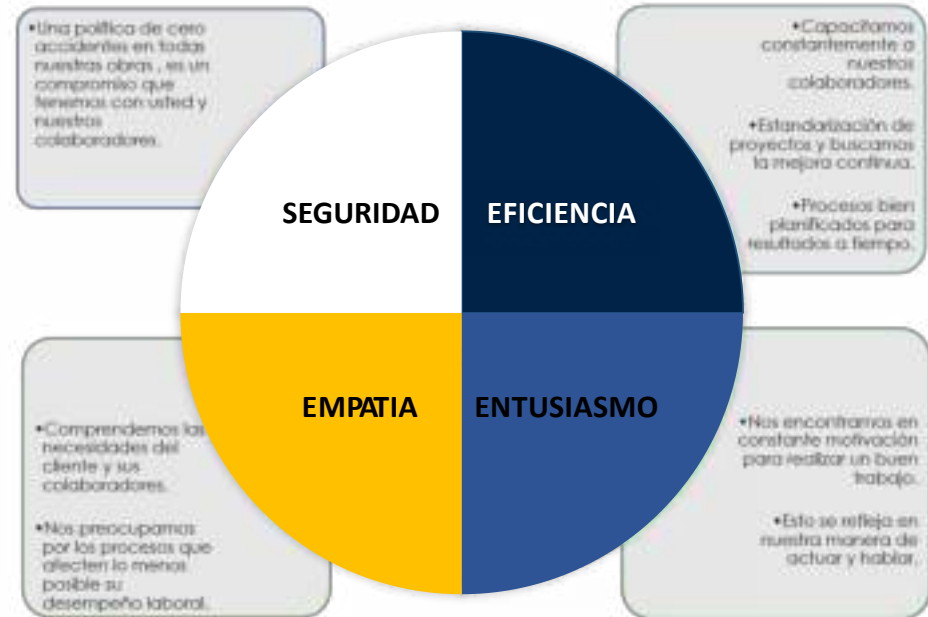 •Una política de cero
accidentes en todas
nuestras obras , es un
compromiso que
tenemos con usted y
nuestros
colaboradores.
•Capacitamos
constantemente a
nuestros
colaboradores.
•Estandarización de
proyectos y buscamos
la mejora continua.
•Procesos bien
planificados para
resultados a tiempo.
SEGURIDAD
EFICIENCIA
EMPATIA
ENTUSIASMO
•Comprendemos las
necesidades del
cliente y sus
colaboradores.
•Nos preocupamos
por los procesos que
afecten lo menos
posible su
desempeño laboral.
•Nos encontramos en
constante motivación
para realizar un buen
trabajo.
•Esto se refleja en
nuestra manera de
actuar y hablar.